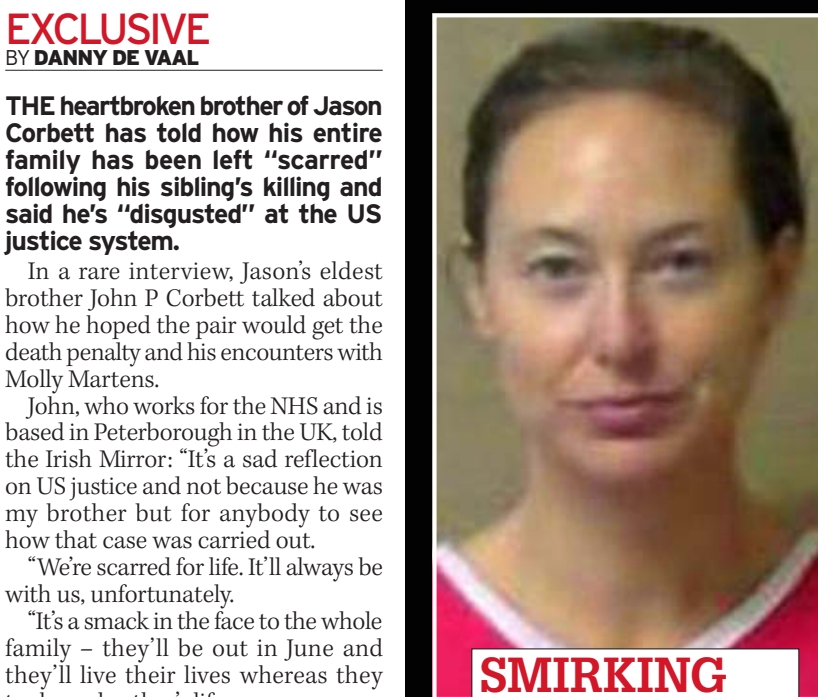 EXCLUSIVE
BY DANNY DE VAAL
THE heartbroken brother of Jason
Corbett has told how his entire
family has been left “scarred”
following his sibling’s killing and
said he’s “disgusted” at the US
justice system.
In a rare interview, Jason’s eldest
brother John P Corbett talked about
how he hoped the pair would get the
death penalty and his encounters with
Molly Martens.
John, who works for the NHS and is
based in Peterborough in the UK, told
the Irish Mirror: “It’s a sad reflection
on US justice and not because he was
my brother but for anybody to see
how that case was carried out.
“We’re scarred for life. It’ll always be
with us, unfortunately.
“It’s a smack in the face to the whole
family – they’ll be out in June and
they’ll live their lives whereas they
SMIRKING